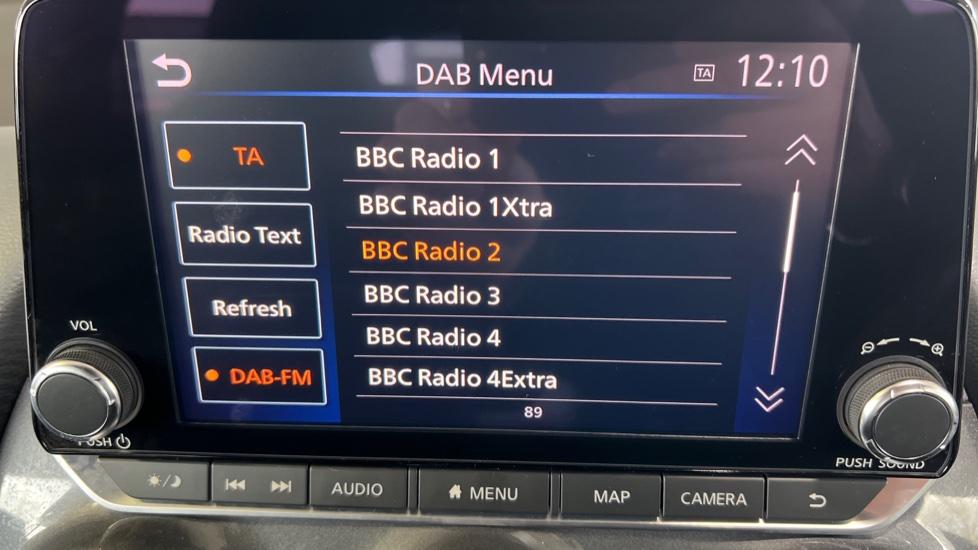 DAB Menu
TA
12:10
TA
Radio Text
Refresh
DAB-FM
BBC Radio 1
BBC Radio 1Xtra
BBC Radio 2
BBC Radio 3
BBC Radio 4
BBC Radio 4Extra
89
VOL
PUSH
PUSH SOUND
AUDIO
MENU
MAP
CAMERA